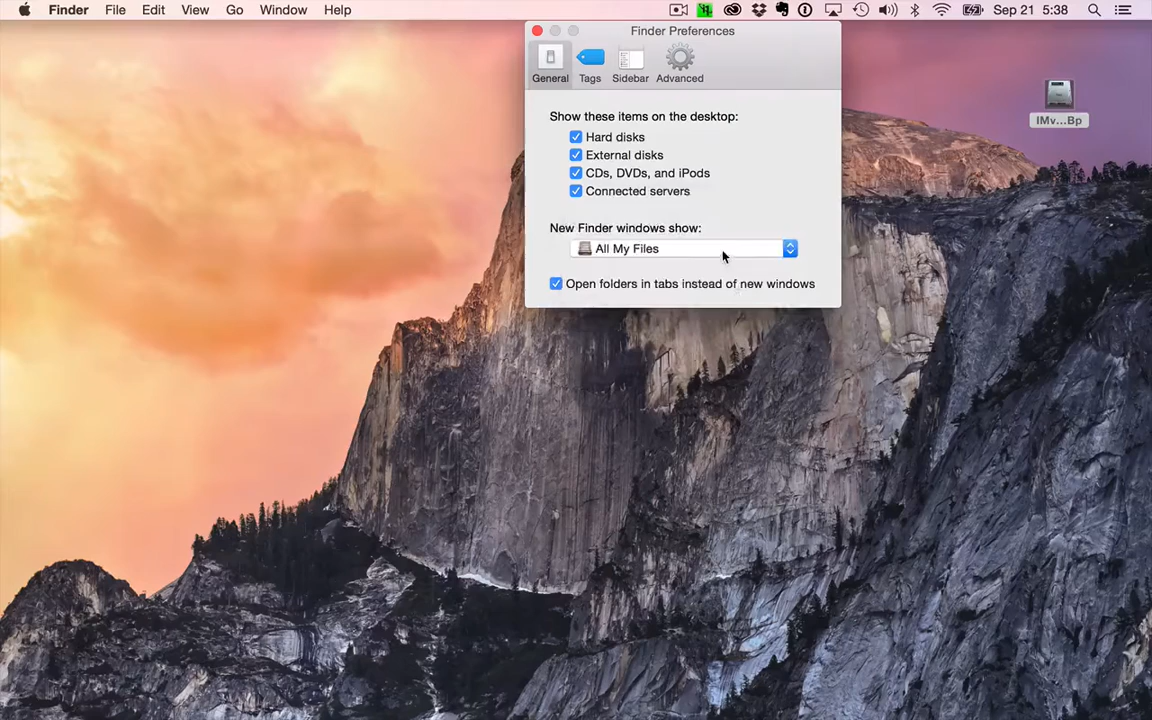 Finder File Edit View Go Window Help Sep 21 5:38
Finder Preferences
General Tags Sidebar Advanced
Show these items on the desktop:
Hard disks
External disks
CDs, DVDs, and iPods
Connected servers
New Finder windows show:
All My Files
Open folders in tabs instead of new windows
IMv...Bp